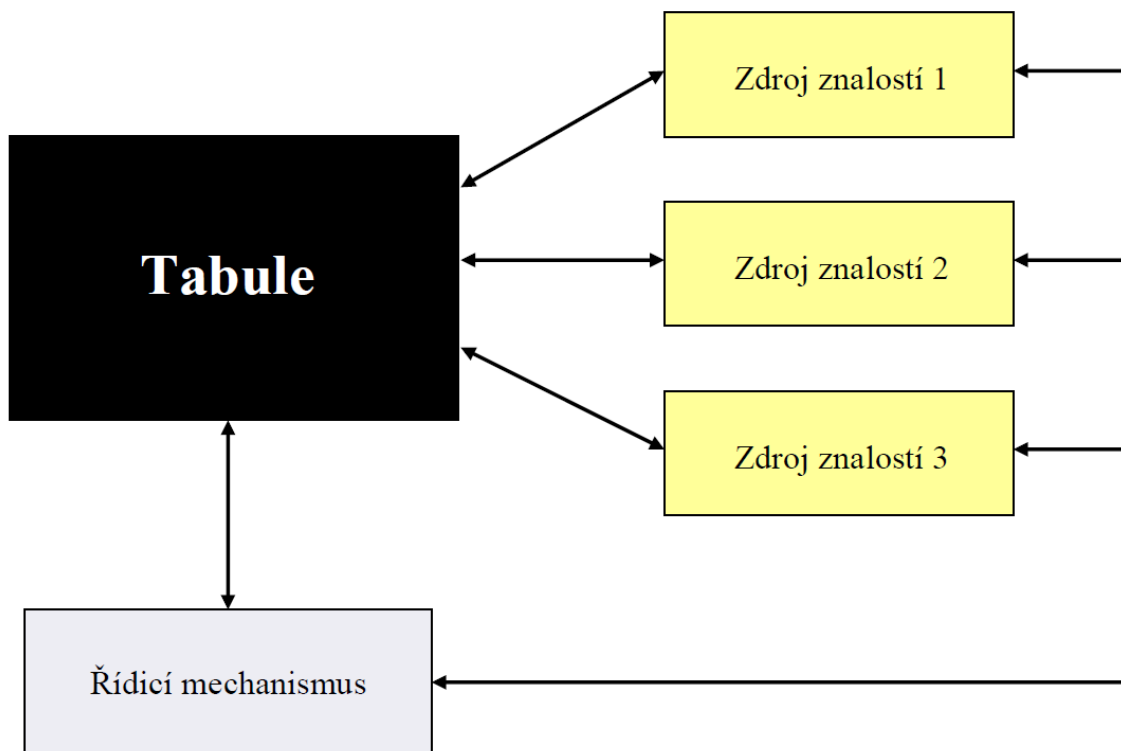 Zdroj znalostí 1
Tabule
Zdroj znalostí 2
Zdroj znalostí 3
Řídicí mechanismus